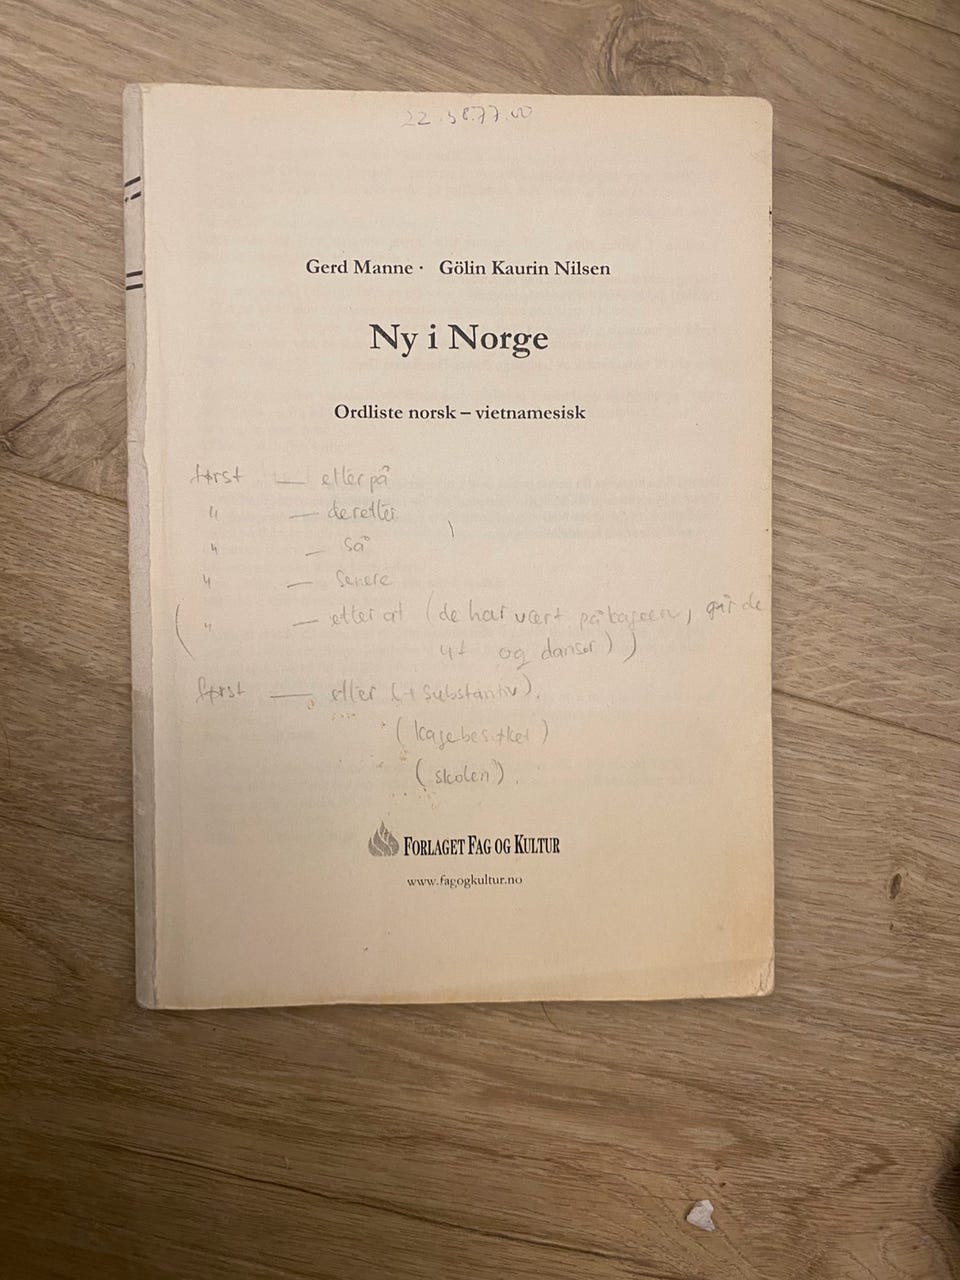 22.58.77.00
Gerd Manne · Gölin Kaurin Nilsen
Ny i Norge
Ordliste norsk – vietnamesisk
først — etterpå
" — deretter
" — så
" — senere
( " — etter at (de har vært på kafeen, går de
ut og danser) )
først — etter (+ substantiv).
(kafebesøket)
(skolen).
FORLAGET FAG OG KULTUR
www.fagogkultur.no